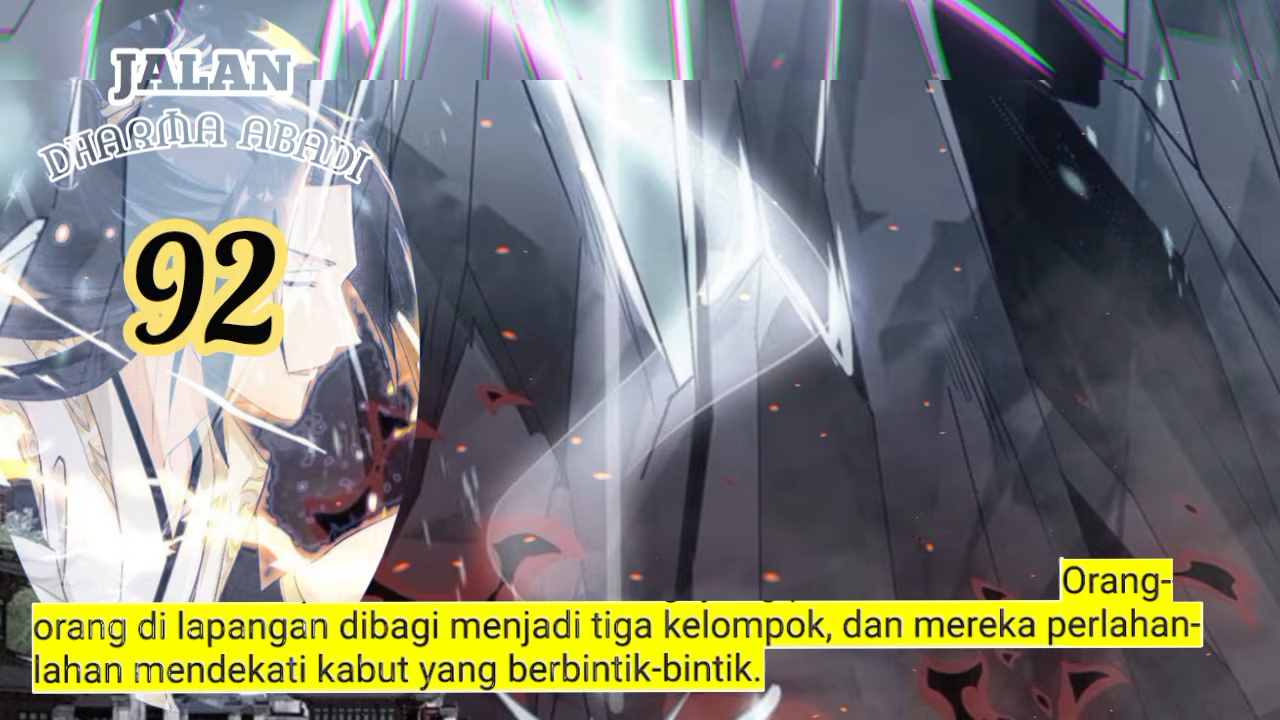 JALAN
DHARMA ABADI
92
Orang-
orang di lapangan dibagi menjadi tiga kelompok, dan mereka perlahan-
lahan mendekati kabut yang berbintik-bintik.